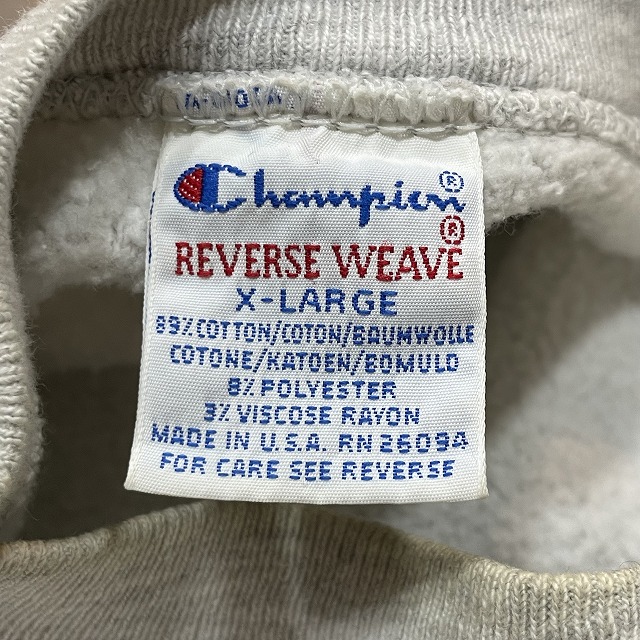 Champion®
REVERSE WEAVE®
X-LARGE
89% COTTON/COTON/BAUMWOLLE
COTONE/KATOEN/BOMULD
8% POLYESTER
3% VISCOSE RAYON
MADE IN U.S.A. RN 26094
FOR CARE SEE REVERSE